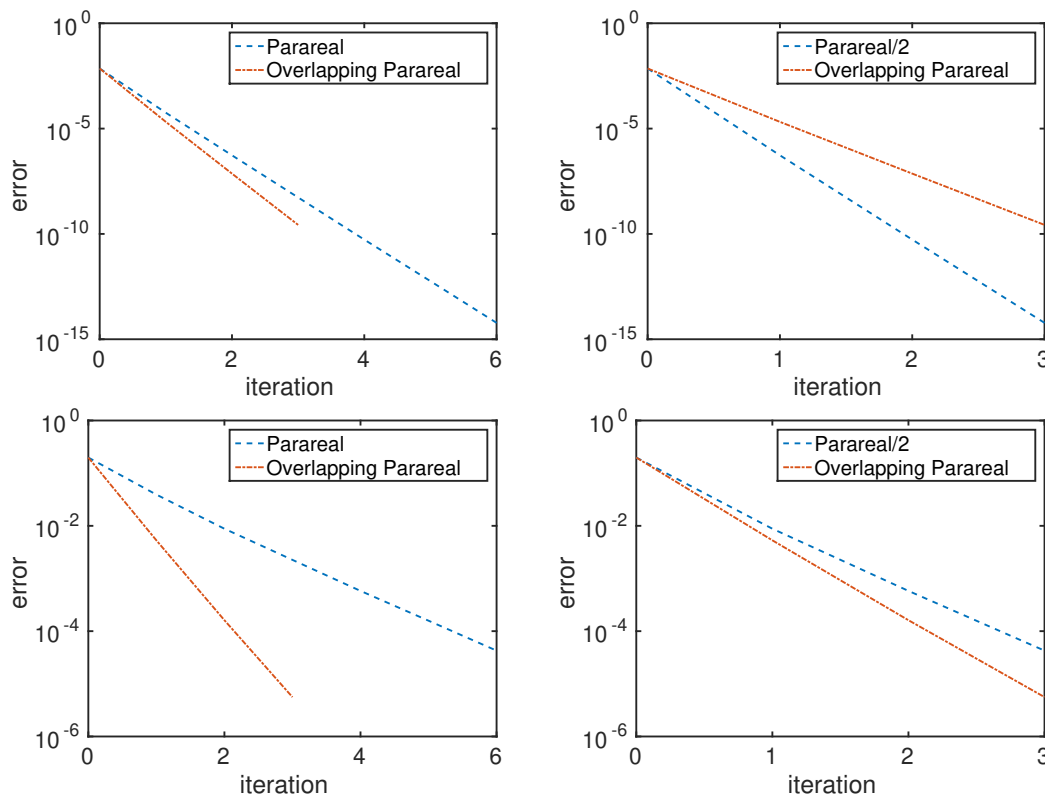 10^0
10^-5
10^-10
10^-15
error
0
2
4
6
iteration
Parareal
Overlapping Parareal
10^0
10^-5
10^-10
10^-15
error
0
1
2
3
iteration
Parareal/2
Overlapping Parareal
10^0
10^-2
10^-4
10^-6
error
0
2
4
6
iteration
Parareal
Overlapping Parareal
10^0
10^-2
10^-4
10^-6
error
0
1
2
3
iteration
Parareal/2
Overlapping Parareal